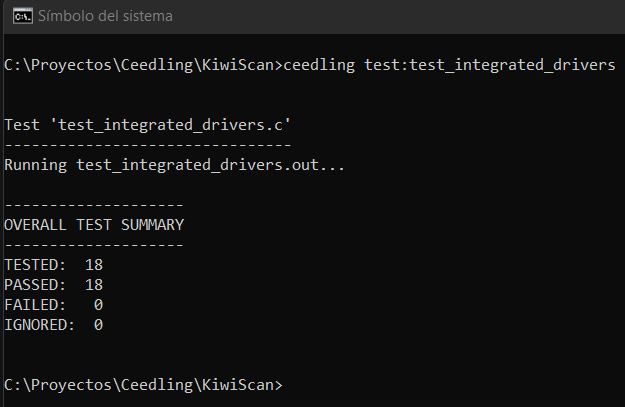 Símbolo del sistema
C:\Proyectos\Ceedling\KiwiScan>ceedling test:test_integrated_drivers
Test 'test_integrated_drivers.c'
--------------------------------
Running test_integrated_drivers.out...
--------------------
OVERALL TEST SUMMARY
--------------------
TESTED:  18
PASSED:  18
FAILED:   0
IGNORED:  0
C:\Proyectos\Ceedling\KiwiScan>